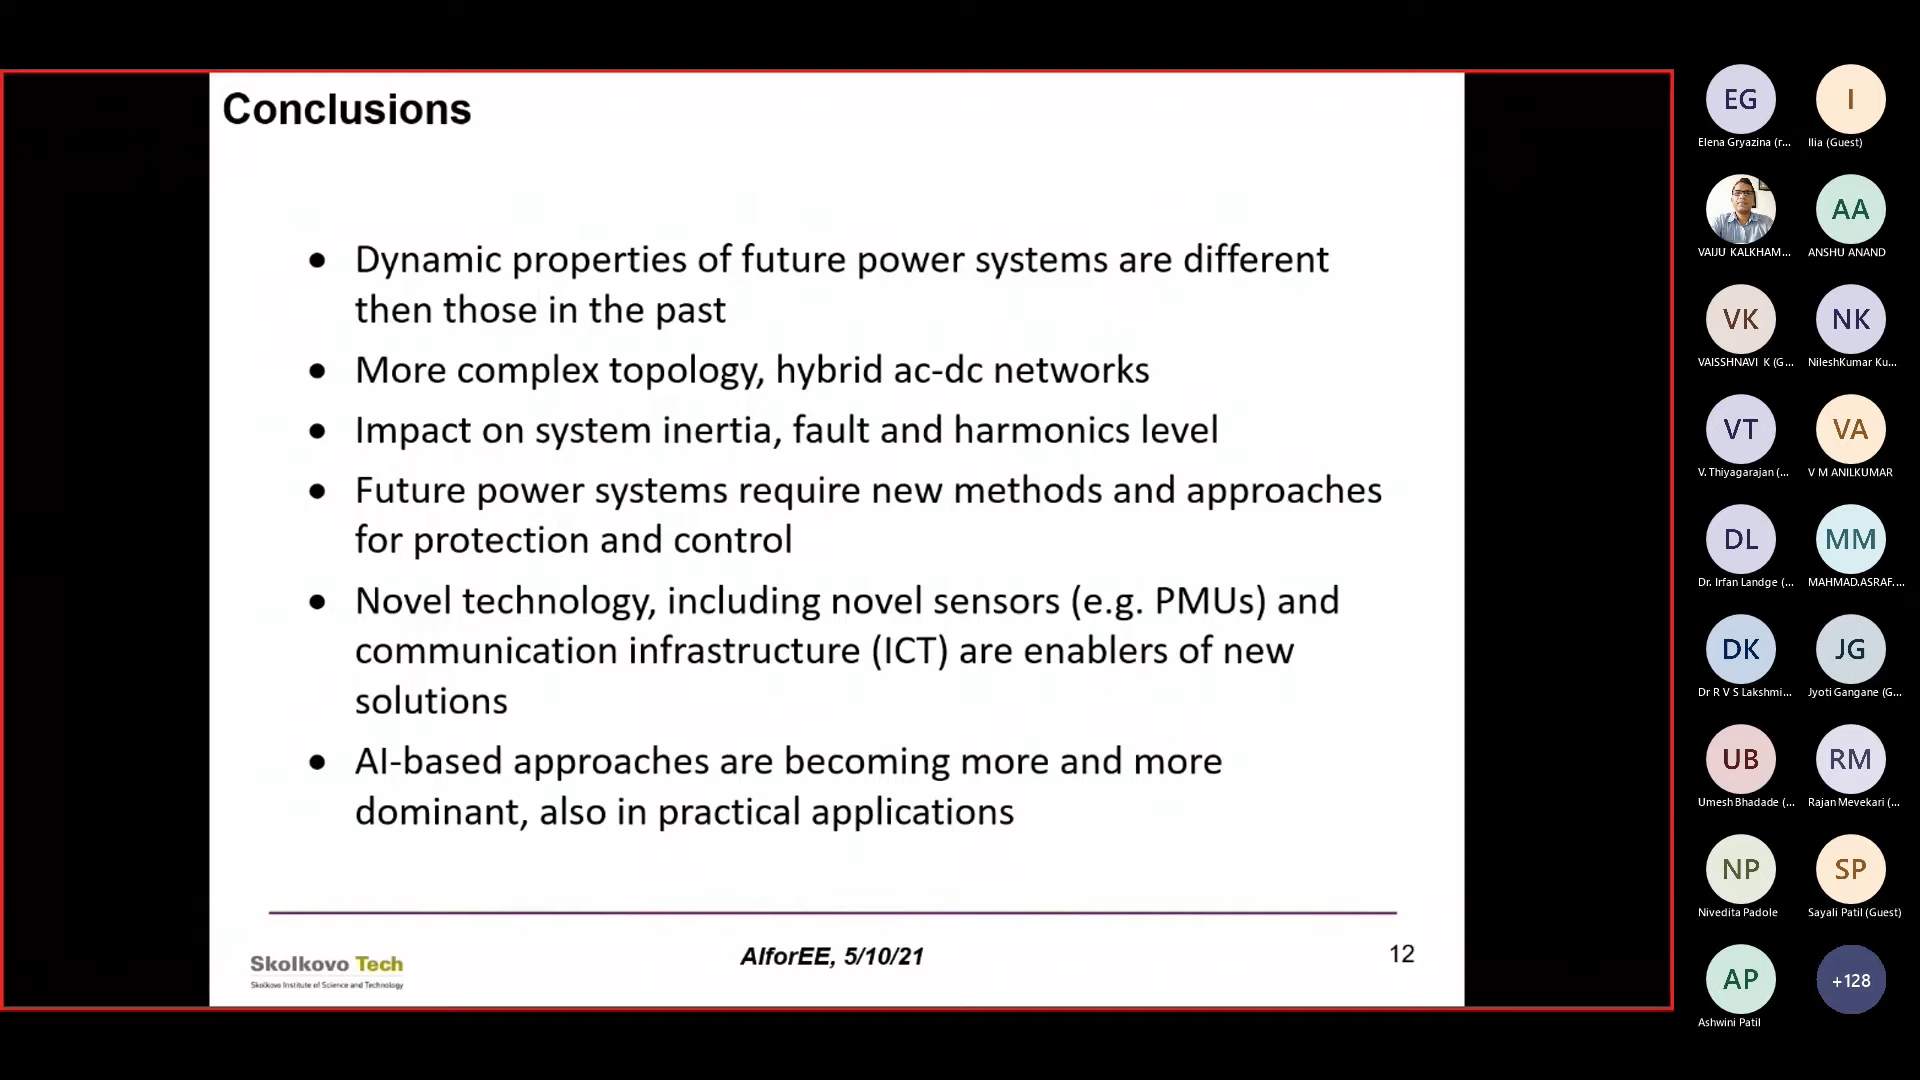 Conclusions
• Dynamic properties of future power systems are different
then those in the past
• More complex topology, hybrid ac-dc networks
• Impact on system inertia, fault and harmonics level
• Future power systems require new methods and approaches
for protection and control
• Novel technology, including novel sensors (e.g. PMUs) and
communication infrastructure (ICT) are enablers of new
solutions
• AI-based approaches are becoming more and more
dominant, also in practical applications
Skolkovo Tech
Skolkovo Institute of Science and Technology
AIforEE, 5/10/21
12
EG
Elena Gryazina (r...
I
Ilia (Guest)
VAIJU KALKHAM...
AA
ANSHU ANAND
VK
VAISSHNAVI K (G...
NK
NileshKumar Ku...
VT
V. Thiyagarajan (...
VA
V M ANILKUMAR
DL
Dr. Irfan Landge (...
MM
MAHMAD.ASRAF....
DK
Dr R V S Lakshmi...
JG
Jyoti Gangane (G...
UB
Umesh Bhadade (...
RM
Rajan Mevekari (...
NP
Nivedita Padole
SP
Sayali Patil (Guest)
AP
Ashwini Patil
+128